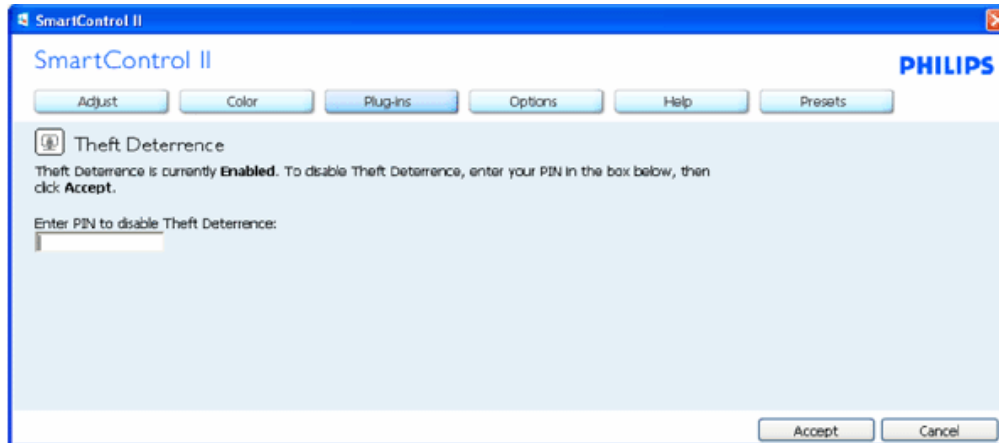 SmartControl II
SmartControl II
PHILIPS
Adjust Color Plug-ins Options Help Presets
Theft Deterrence
Theft Deterrence is currently Enabled. To disable Theft Deterrence, enter your PIN in the box below, then
click Accept.
Enter PIN to disable Theft Deterrence:
Accept Cancel